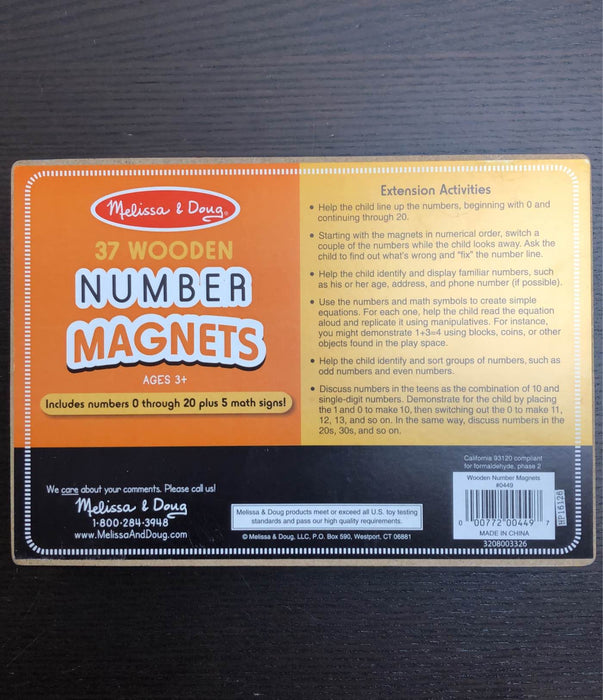 Melissa & Doug®
37 WOODEN
NUMBER
MAGNETS
AGES 3+
Includes numbers 0 through 20 plus 5 math signs!
Extension Activities
• Help the child line up the numbers, beginning with 0 and
continuing through 20.
• Starting with the magnets in numerical order, switch a
couple of the numbers while the child looks away. Ask the
child to find out what's wrong and "fix" the number line.
• Help the child identify and display familiar numbers, such
as his or her age, address, and phone number (if possible).
• Use the numbers and math symbols to create simple
equations. For each one, help the child read the equation
aloud and replicate it using manipulatives. For instance,
you might demonstrate 1+3=4 using blocks, coins, or other
objects found in the play space.
• Help the child identify and sort groups of numbers, such as
odd numbers and even numbers.
• Discuss numbers in the teens as the combination of 10 and
single-digit numbers. Demonstrate for the child by placing
the 1 and 0 to make 10, then switching out the 0 to make 11,
12, 13, and so on. In the same way, discuss numbers in the
20s, 30s, and so on.
We care about your comments. Please call us!
Melissa & Doug
1-800-284-3948
www.MelissaAndDoug.com
Melissa & Doug products meet or exceed all U.S. toy testing
standards and pass our high quality requirements.
© Melissa & Doug, LLC, P.O. Box 590, Westport, CT 06881
California 93120 compliant
for formaldehyde, phase 2
Wooden Number Magnets
#0449
0 00772 00449 7
MADE IN CHINA
3208003326
RP16126